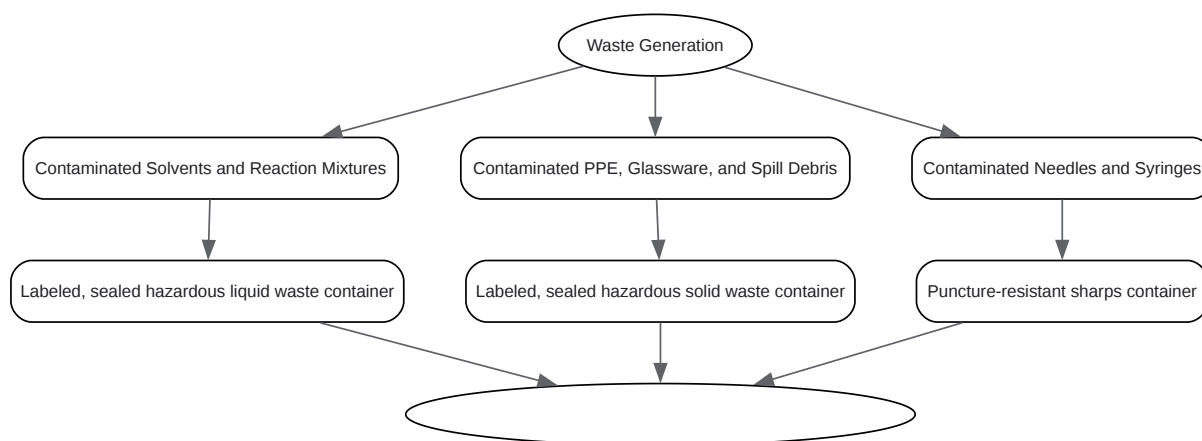 Waste Generation
Contaminated Solvents and Reaction Mixtures
Contaminated PPE, Glassware, and Spill Debris
Contaminated Needles and Syringes
Labeled, sealed hazardous liquid waste container
Labeled, sealed hazardous solid waste container
Puncture-resistant sharps container